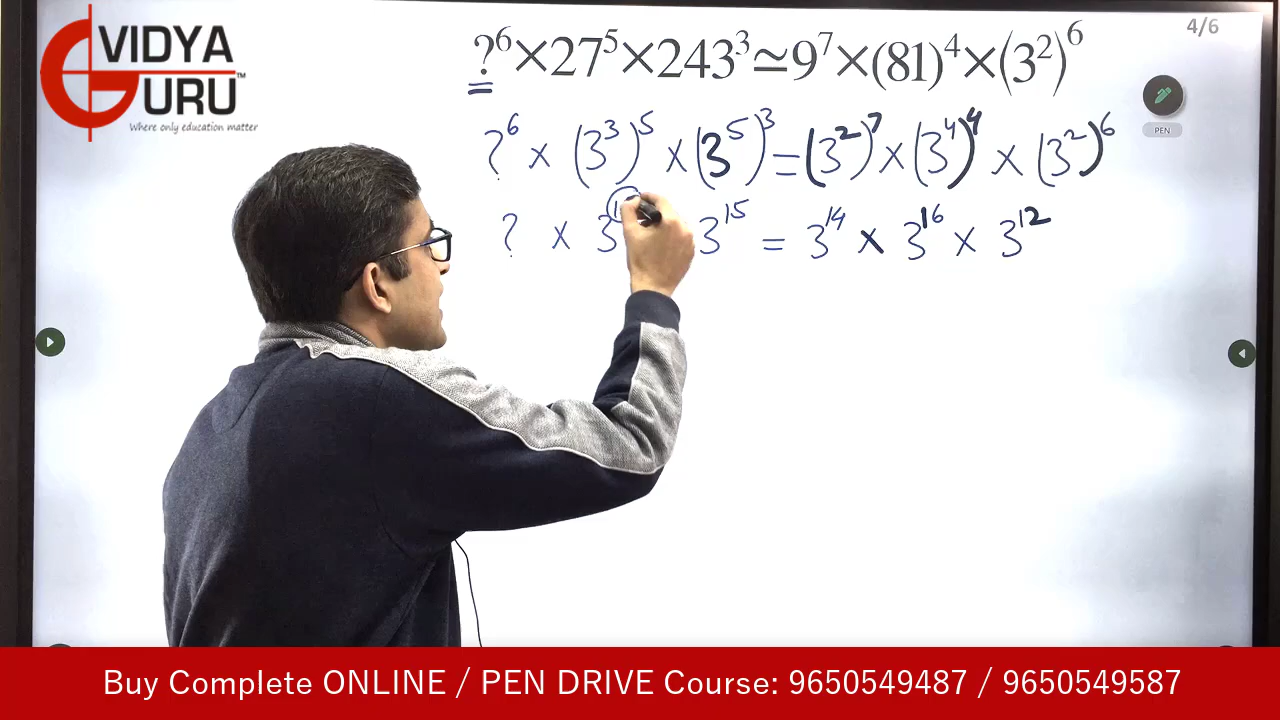 VIDYA
GURU™
Where only education matter
4/6
?⁶×27⁵×243³≃9⁷×(81)⁴×(3²)⁶
PEN
?⁶ × (3³)⁵ × (3⁵)³ = (3²)⁷ × (3⁴)⁴ × (3²)⁶
? × 3 3¹⁵ = 3¹⁴ × 3¹⁶ × 3¹²
Buy Complete ONLINE / PEN DRIVE Course: 9650549487 / 9650549587